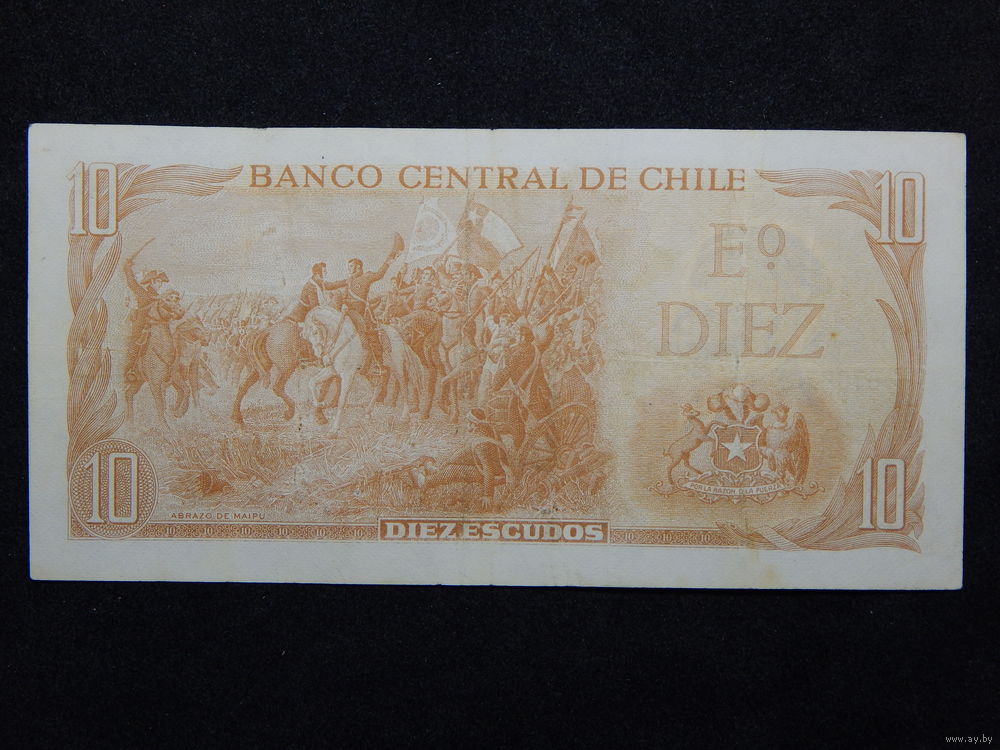 10
BANCO CENTRAL DE CHILE
10
Eº
DIEZ
POR LA RAZON O LA FUERZA
10
ABRAZO DE MAIPU
DIEZ ESCUDOS
10
www.ay.by